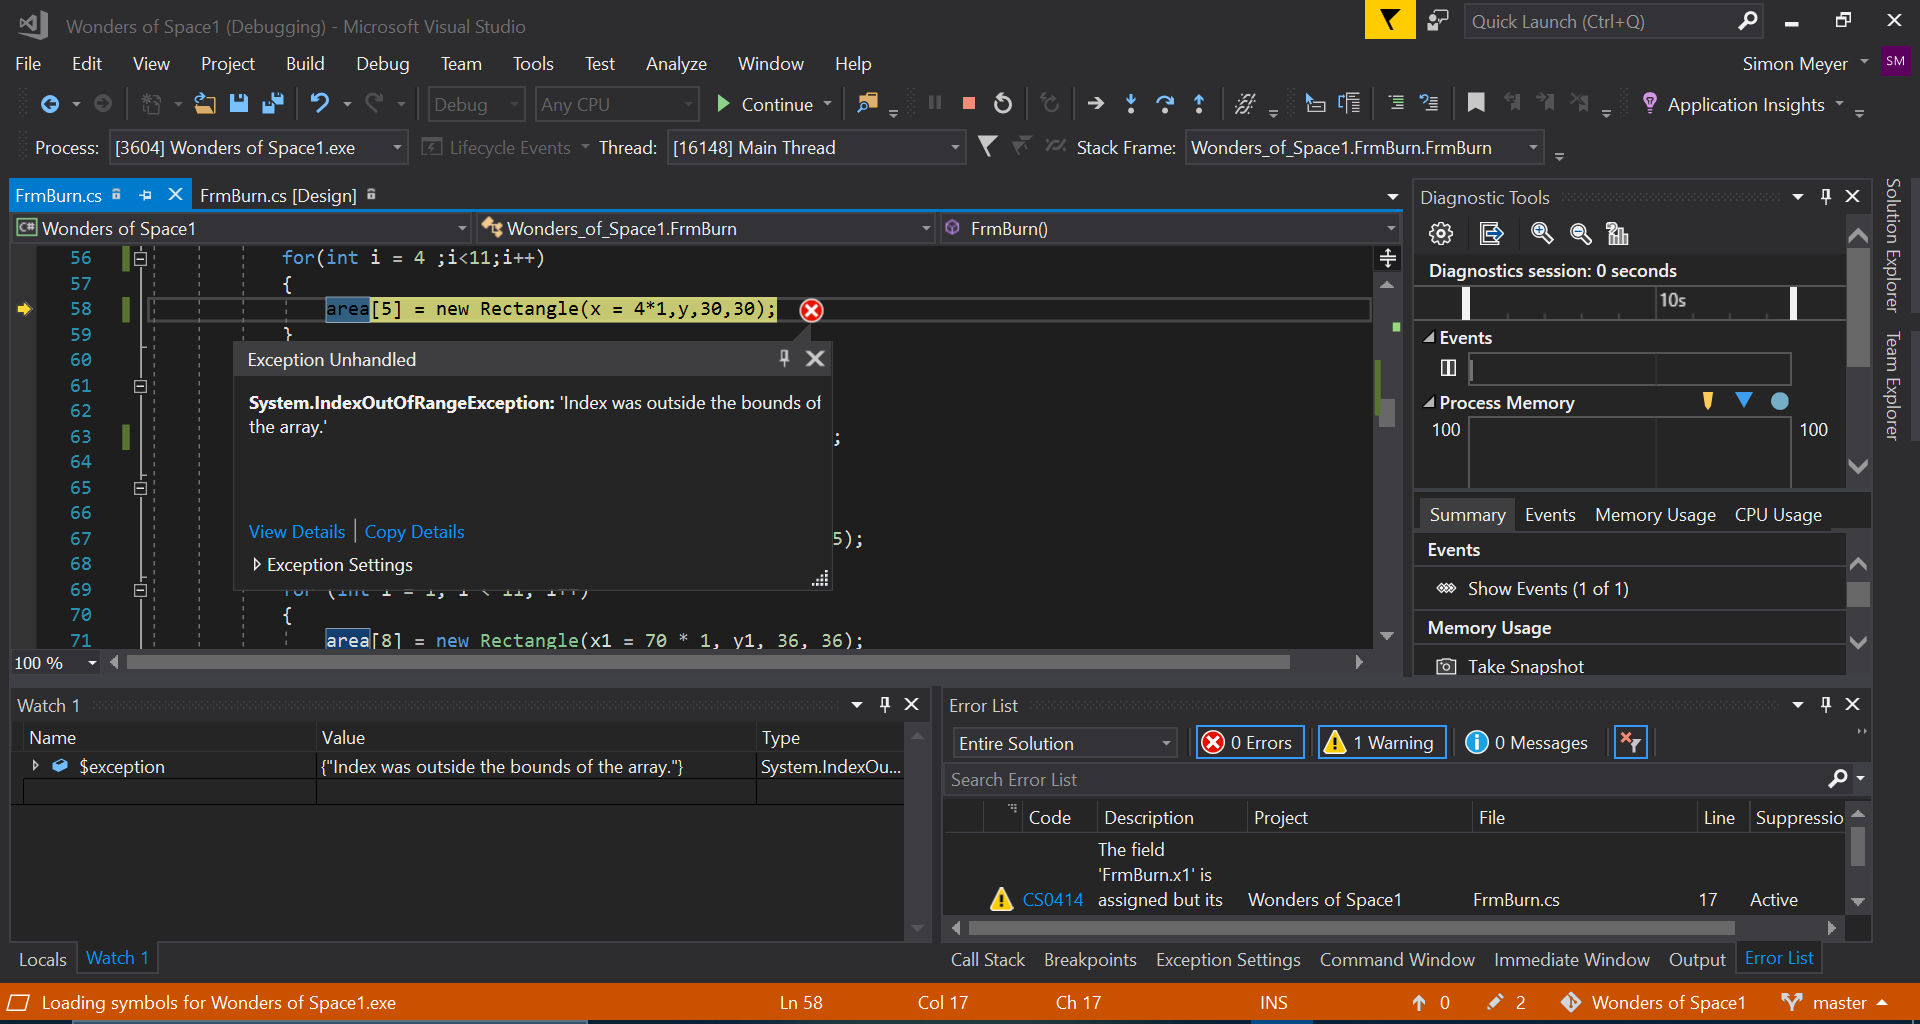 Wonders of Space1 (Debugging) - Microsoft Visual Studio
Quick Launch (Ctrl+Q)
File Edit View Project Build Debug Team Tools Test Analyze Window Help
Simon Meyer SM
Debug Any CPU Continue Application Insights
Process: [3604] Wonders of Space1.exe Lifecycle Events Thread: [16148] Main Thread Stack Frame: Wonders_of_Space1.FrmBurn.FrmBurn
FrmBurn.cs FrmBurn.cs [Design]
C# Wonders of Space1 Wonders_of_Space1.FrmBurn FrmBurn()
56 for(int i = 4 ;i<11;i++)
57 {
58 area[5] = new Rectangle(x = 4*1,y,30,30);
59 }
60
61
62
63 ;
64
65
66
67 5);
68
69 for (int i = 1; i < 11; i++)
70 {
71 area[8] = new Rectangle(x1 = 70 * 1, y1, 36, 36);
100 %
Exception Unhandled
System.IndexOutOfRangeException: 'Index was outside the bounds of
the array.'
View Details Copy Details
Exception Settings
Diagnostic Tools
Diagnostics session: 0 seconds
10s
Events
Process Memory
100 100
Summary Events Memory Usage CPU Usage
Events
Show Events (1 of 1)
Memory Usage
Take Snapshot
Solution Explorer
Team Explorer
Watch 1
Name Value Type
$exception {"Index was outside the bounds of the array."} System.IndexOu...
Locals Watch 1
Error List
Entire Solution 0 Errors 1 Warning 0 Messages
Search Error List
Code Description Project File Line Suppressio
The field
'FrmBurn.x1' is
CS0414 assigned but its Wonders of Space1 FrmBurn.cs 17 Active
Call Stack Breakpoints Exception Settings Command Window Immediate Window Output Error List
Loading symbols for Wonders of Space1.exe Ln 58 Col 17 Ch 17 INS 0 2 Wonders of Space1 master